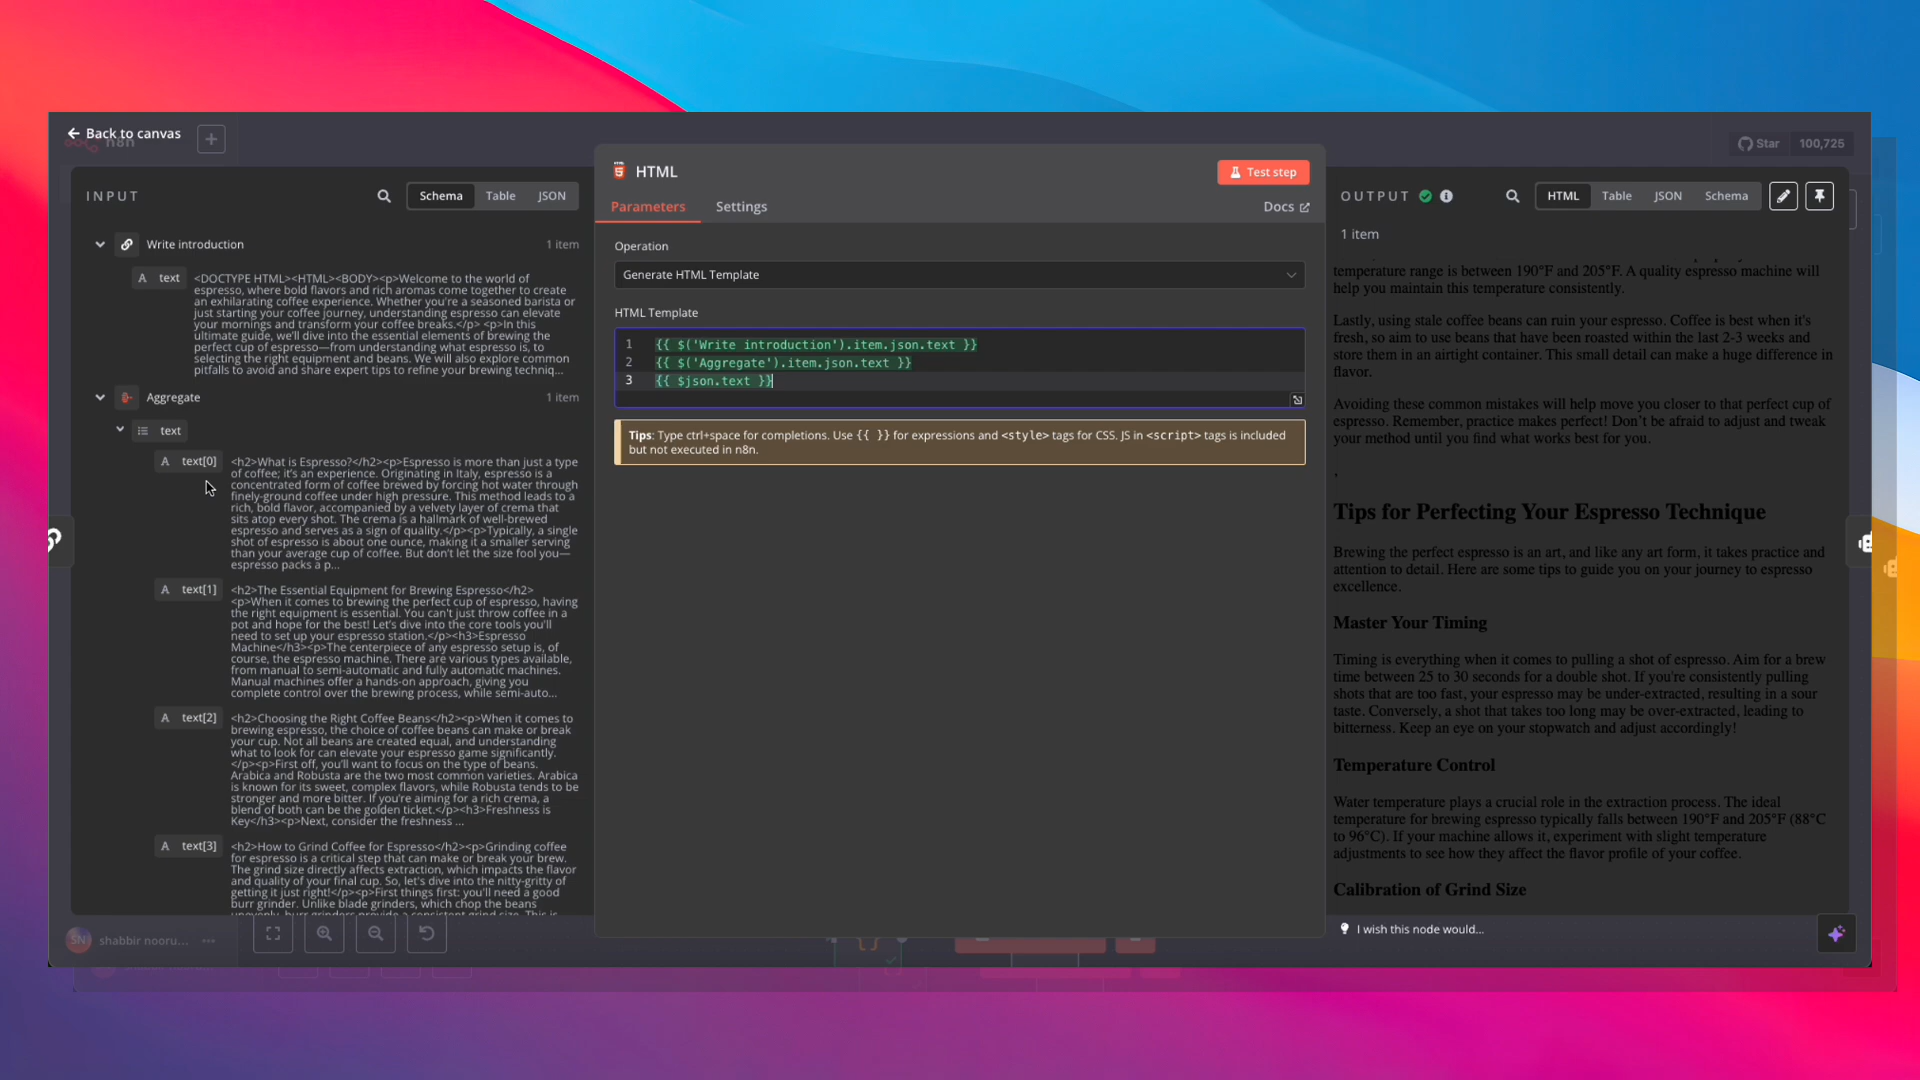 Back to canvas
n8n
+
Star 100,725
INPUT
Schema Table JSON
Write introduction 1 item
A text <DOCTYPE HTML><HTML><BODY><p>Welcome to the world of
espresso, where bold flavors and rich aromas come together to create
an exhilarating coffee experience. Whether you're a seasoned barista or
just starting your coffee journey, understanding espresso can elevate
your mornings and transform your coffee breaks.</p> <p>In this
ultimate guide, we'll dive into the essential elements of brewing the
perfect cup of espresso—from understanding what espresso is, to
selecting the right equipment and beans. We will also explore common
pitfalls to avoid and share expert tips to refine your brewing techniq...
Aggregate 1 item
text
A text[0] <h2>What is Espresso?</h2><p>Espresso is more than just a type
of coffee; it's an experience. Originating in Italy, espresso is a
concentrated form of coffee brewed by forcing hot water through
finely-ground coffee under high pressure. This method leads to a
rich, bold flavor, accompanied by a velvety layer of crema that
sits atop every shot. The crema is a hallmark of well-brewed
espresso and serves as a sign of quality.</p><p>Typically, a single
shot of espresso is about one ounce, making it a smaller serving
than your average cup of coffee. But don't let the size fool you—
espresso packs a p...
A text[1] <h2>The Essential Equipment for Brewing Espresso</h2>
<p>When it comes to brewing the perfect cup of espresso, having
the right equipment is essential. You can't just throw coffee in a
pot and hope for the best! Let's dive into the core tools you'll
need to set up your espresso station.</p><h3>Espresso
Machine</h3><p>The centerpiece of any espresso setup is, of
course, the espresso machine. There are various types available,
from manual to semi-automatic and fully automatic machines.
Manual machines offer a hands-on approach, giving you
complete control over the brewing process, while semi-auto...
A text[2] <h2>Choosing the Right Coffee Beans</h2><p>When it comes to
brewing espresso, the choice of coffee beans can make or break
your cup. Not all beans are created equal, and understanding
what to look for can elevate your espresso game significantly.
</p><p>First off, you'll want to focus on the type of beans.
Arabica and Robusta are the two most common varieties. Arabica
is known for its sweet, complex flavors, while Robusta tends to be
stronger and more bitter. If you're aiming for a rich crema, a
blend of both can be the golden ticket.</p><h3>Freshness is
Key</h3><p>Next, consider the freshness ...
A text[3] <h2>How to Grind Coffee for Espresso</h2><p>Grinding coffee
for espresso is a critical step that can make or break your brew.
The grind size directly affects extraction, which impacts the flavor
and quality of your final cup. So, let's dive into the nitty-gritty of
getting it just right!</p><p>First things first: you'll need a good
burr grinder. Unlike blade grinders, which chop the beans
unevenly, burr grinders provide a consistent grind size. This is
SN shabbir nooru... •••
HTML
Test step
Parameters Settings Docs
Operation
Generate HTML Template
HTML Template
1 {{ $('Write introduction').item.json.text }}
2 {{ $('Aggregate').item.json.text }}
3 {{ $json.text }}
Tips: Type ctrl+space for completions. Use {{ }} for expressions and <style> tags for CSS. JS in <script> tags is included
but not executed in n8n.
OUTPUT
HTML Table JSON Schema
1 item
temperature range is between 190°F and 205°F. A quality espresso machine will
help you maintain this temperature consistently.
Lastly, using stale coffee beans can ruin your espresso. Coffee is best when it's
fresh, so aim to use beans that have been roasted within the last 2-3 weeks and
store them in an airtight container. This small detail can make a huge difference in
flavor.
Avoiding these common mistakes will help move you closer to that perfect cup of
espresso. Remember, practice makes perfect! Don't be afraid to adjust and tweak
your method until you find what works best for you.
,
Tips for Perfecting Your Espresso Technique
Brewing the perfect espresso is an art, and like any art form, it takes practice and
attention to detail. Here are some tips to guide you on your journey to espresso
excellence.
Master Your Timing
Timing is everything when it comes to pulling a shot of espresso. Aim for a brew
time between 25 to 30 seconds for a double shot. If you're consistently pulling
shots that are too fast, your espresso may be under-extracted, resulting in a sour
taste. Conversely, a shot that takes too long may be over-extracted, leading to
bitterness. Keep an eye on your stopwatch and adjust accordingly!
Temperature Control
Water temperature plays a crucial role in the extraction process. The ideal
temperature for brewing espresso typically falls between 190°F and 205°F (88°C
to 96°C). If your machine allows it, experiment with slight temperature
adjustments to see how they affect the flavor profile of your coffee.
Calibration of Grind Size
I wish this node would...